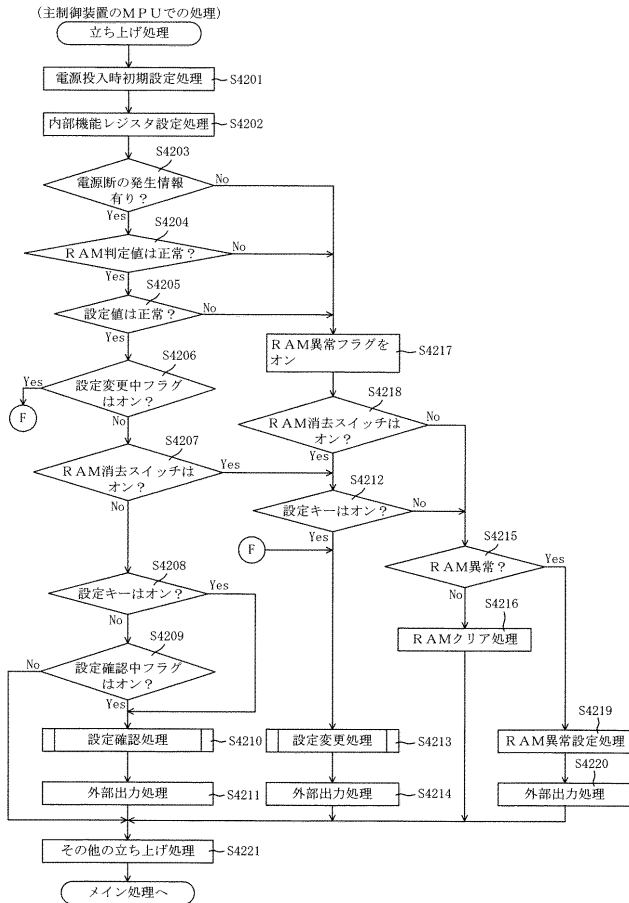 (主制御装置のMPUでの処理)
立ち上げ処理
電源投入時初期設定処理
S4201
内部機能レジスタ設定処理
S4202
S4203
電源断の発生情報
有り?
No
Yes
S4204
RAM判定値は正常?
No
Yes
S4205
設定値は正常?
No
Yes
RAM異常フラグを
オン
S4217
S4206
Yes
設定変更中フラグ
はオン?
F
No
S4218
RAM消去スイッチは
オン?
No
Yes
S4207
RAM消去スイッチは
オン?
Yes
No
S4212
設定キーはオン?
No
Yes
F
S4215
RAM異常?
Yes
No
S4208
設定キーはオン?
Yes
No
S4216
RAMクリア処理
S4209
No
設定確認中フラグ
はオン?
Yes
設定確認処理
S4210
設定変更処理
S4213
S4219
RAM異常設定処理
外部出力処理
S4211
外部出力処理
S4214
S4220
外部出力処理
その他の立ち上げ処理
S4221
メイン処理へ